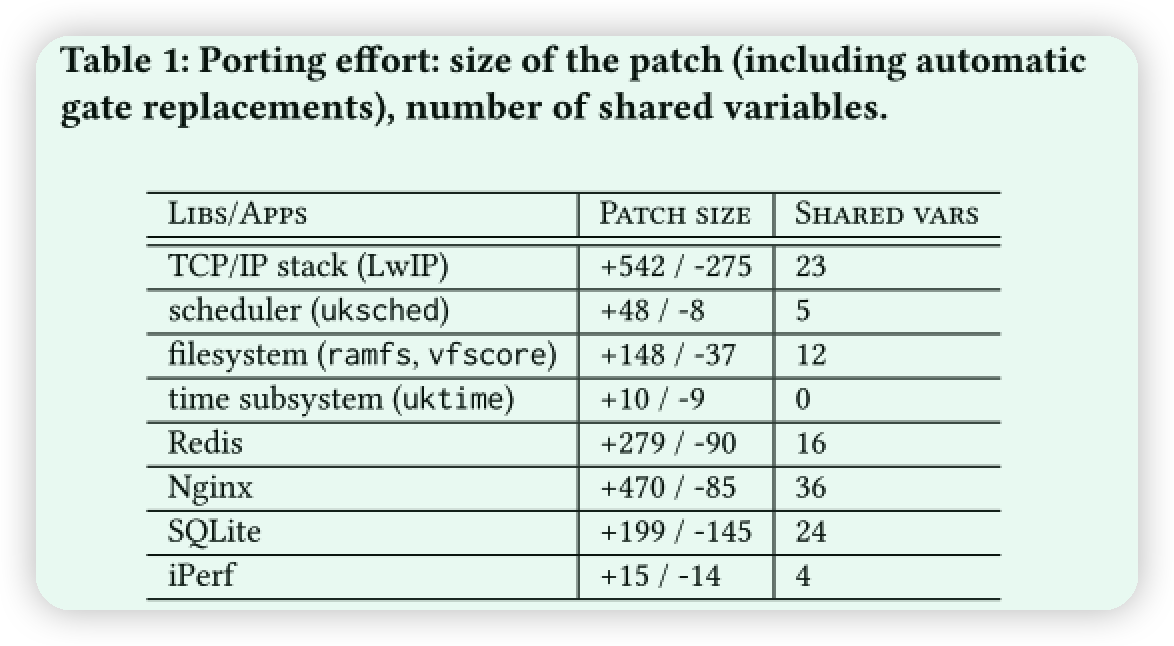 Table 1: Porting effort: size of the patch (including automatic
gate replacements), number of shared variables.
Libs/Apps Patch size Shared vars
TCP/IP stack (LwIP) +542 / -275 23
scheduler (uksched) +48 / -8 5
filesystem (ramfs, vfscore) +148 / -37 12
time subsystem (uktime) +10 / -9 0
Redis +279 / -90 16
Nginx +470 / -85 36
SQLite +199 / -145 24
iPerf +15 / -14 4